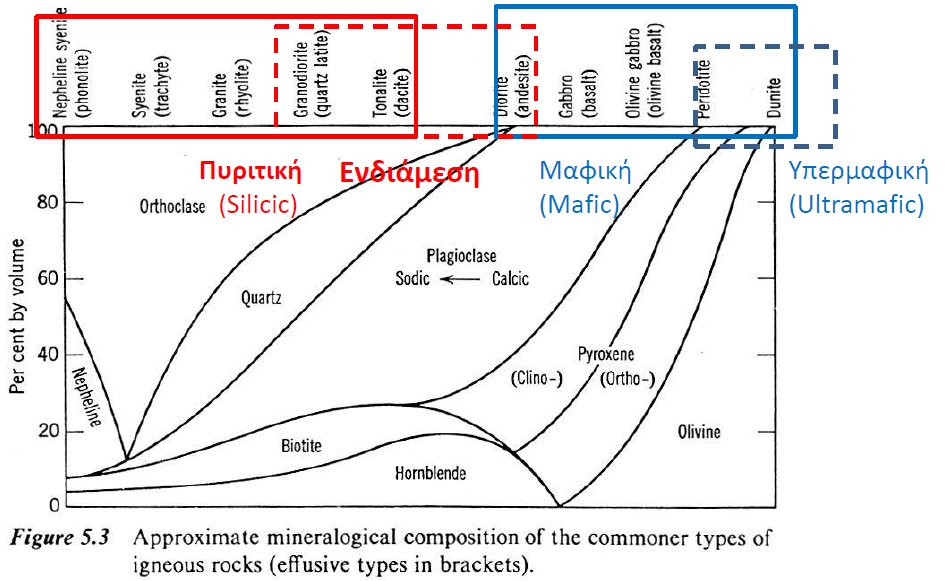 Nepheline syenite
(phonolite)
Syenite
(trachyte)
Granite
(rhyolite)
Granodiorite
(quartz latite)
Tonalite
(dacite)
Diorite
(andesite)
Gabbro
(basalt)
Olivine gabbro
(olivine basalt)
Peridotite
Dunite
100
80
60
40
20
0
Per cent by volume
Πυριτική
(Silicic)
Ενδιάμεση
Μαφική
(Mafic)
Υπερμαφική
(Ultramafic)
Orthoclase
Quartz
Plagioclase
Sodic ← Calcic
Nepheline
Pyroxene
(Clino-) (Ortho-)
Biotite
Hornblende
Olivine
Figure 5.3 Approximate mineralogical composition of the commoner types of
igneous rocks (effusive types in brackets).